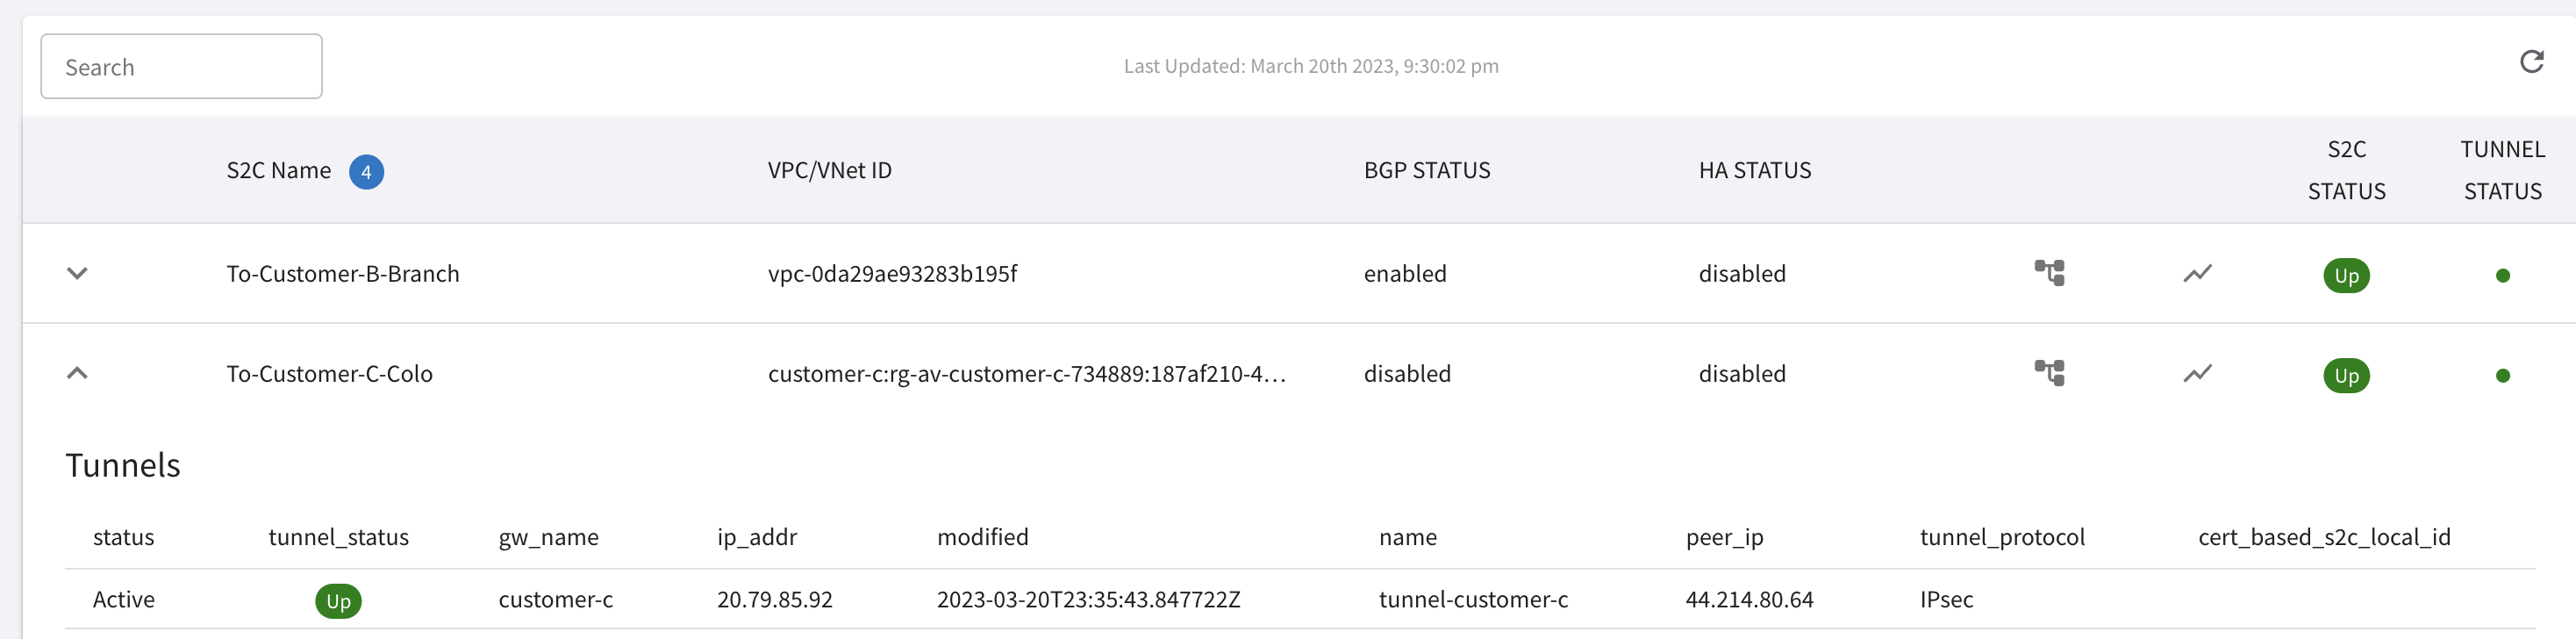 Search
Last Updated: March 20th 2023, 9:30:02 pm
S2C Name 4 VPC/VNet ID BGP STATUS HA STATUS S2C STATUS TUNNEL STATUS
To-Customer-B-Branch vpc-0da29ae93283b195f enabled disabled Up
To-Customer-C-Colo customer-c:rg-av-customer-c-734889:187af210-4... disabled disabled Up
Tunnels
status tunnel_status gw_name ip_addr modified name peer_ip tunnel_protocol cert_based_s2c_local_id
Active Up customer-c 20.79.85.92 2023-03-20T23:35:43.847722Z tunnel-customer-c 44.214.80.64 IPsec